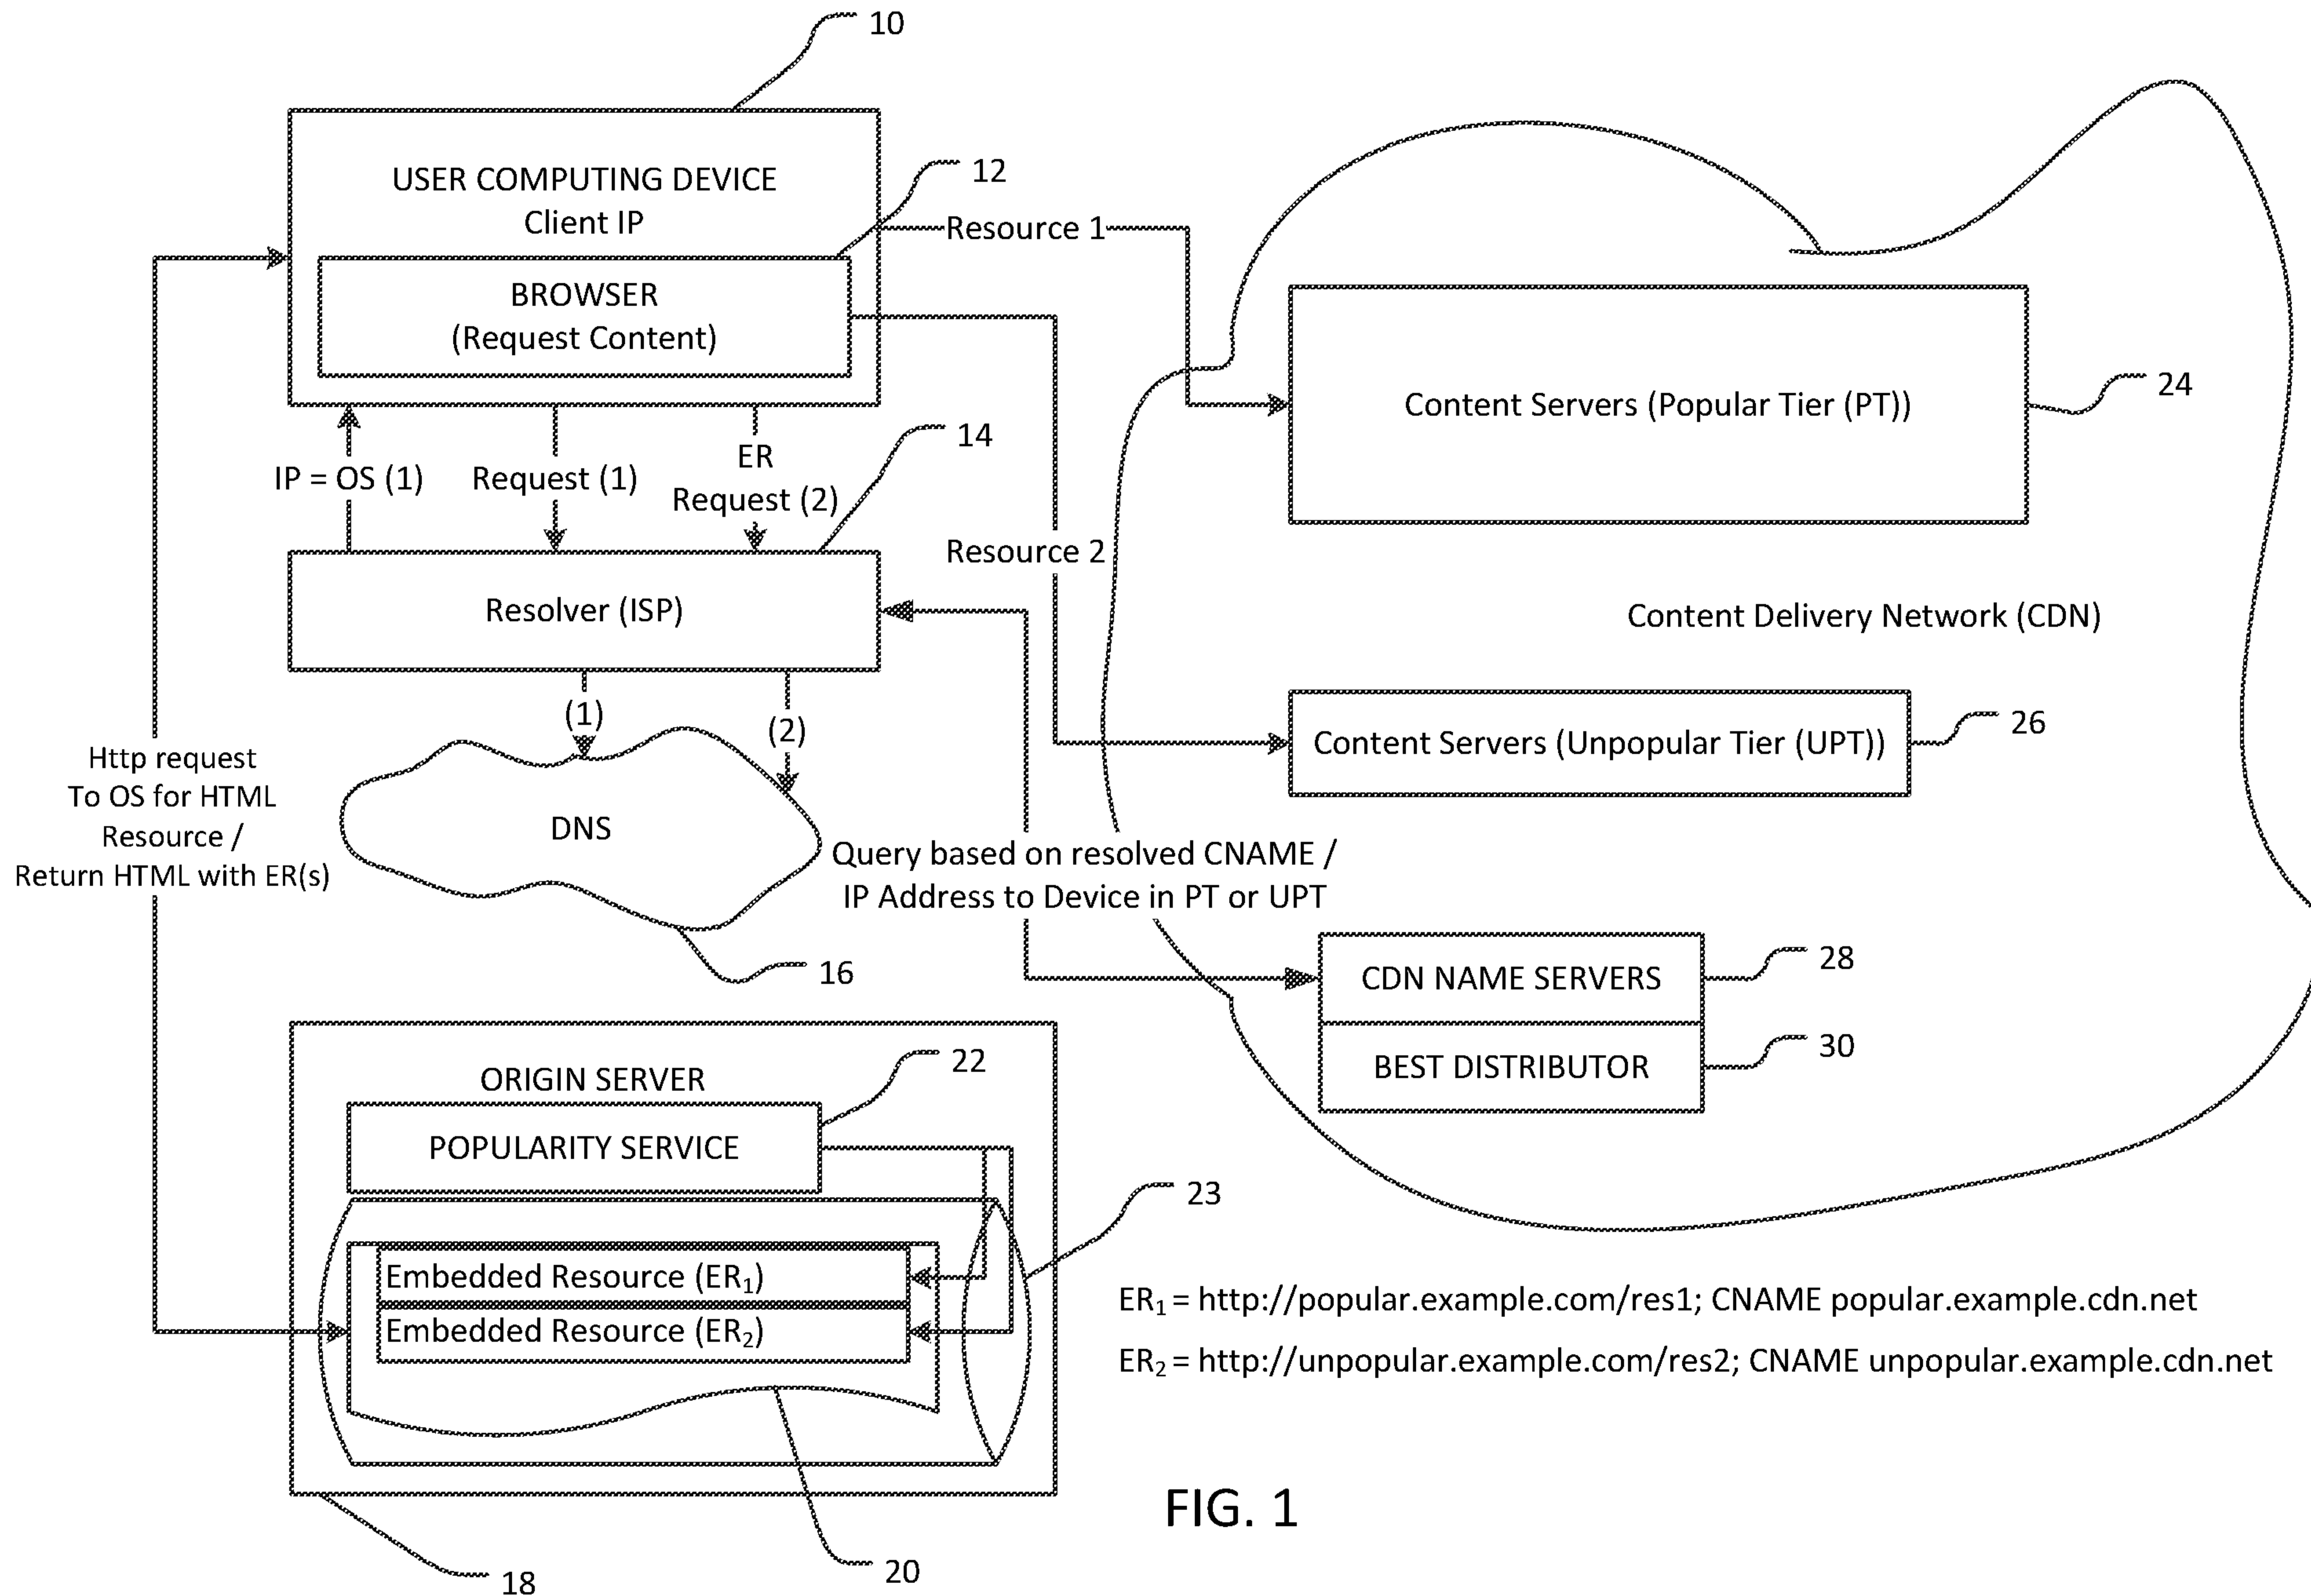 10
USER COMPUTING DEVICE
Client IP
12
Resource 1
BROWSER
(Request Content)
24
Content Servers (Popular Tier (PT))
14
IP = OS (1)
Request (1)
ER
Request (2)
Resource 2
Resolver (ISP)
Content Delivery Network (CDN)
(1)
(2)
26
Content Servers (Unpopular Tier (UPT))
Http request
To OS for HTML
Resource /
Return HTML with ER(s)
DNS
Query based on resolved CNAME /
IP Address to Device in PT or UPT
16
28
CDN NAME SERVERS
30
BEST DISTRIBUTOR
22
ORIGIN SERVER
POPULARITY SERVICE
23
Embedded Resource (ER₁)
Embedded Resource (ER₂)
ER₁ = http://popular.example.com/res1; CNAME popular.example.cdn.net
ER₂ = http://unpopular.example.com/res2; CNAME unpopular.example.cdn.net
FIG. 1
20
18